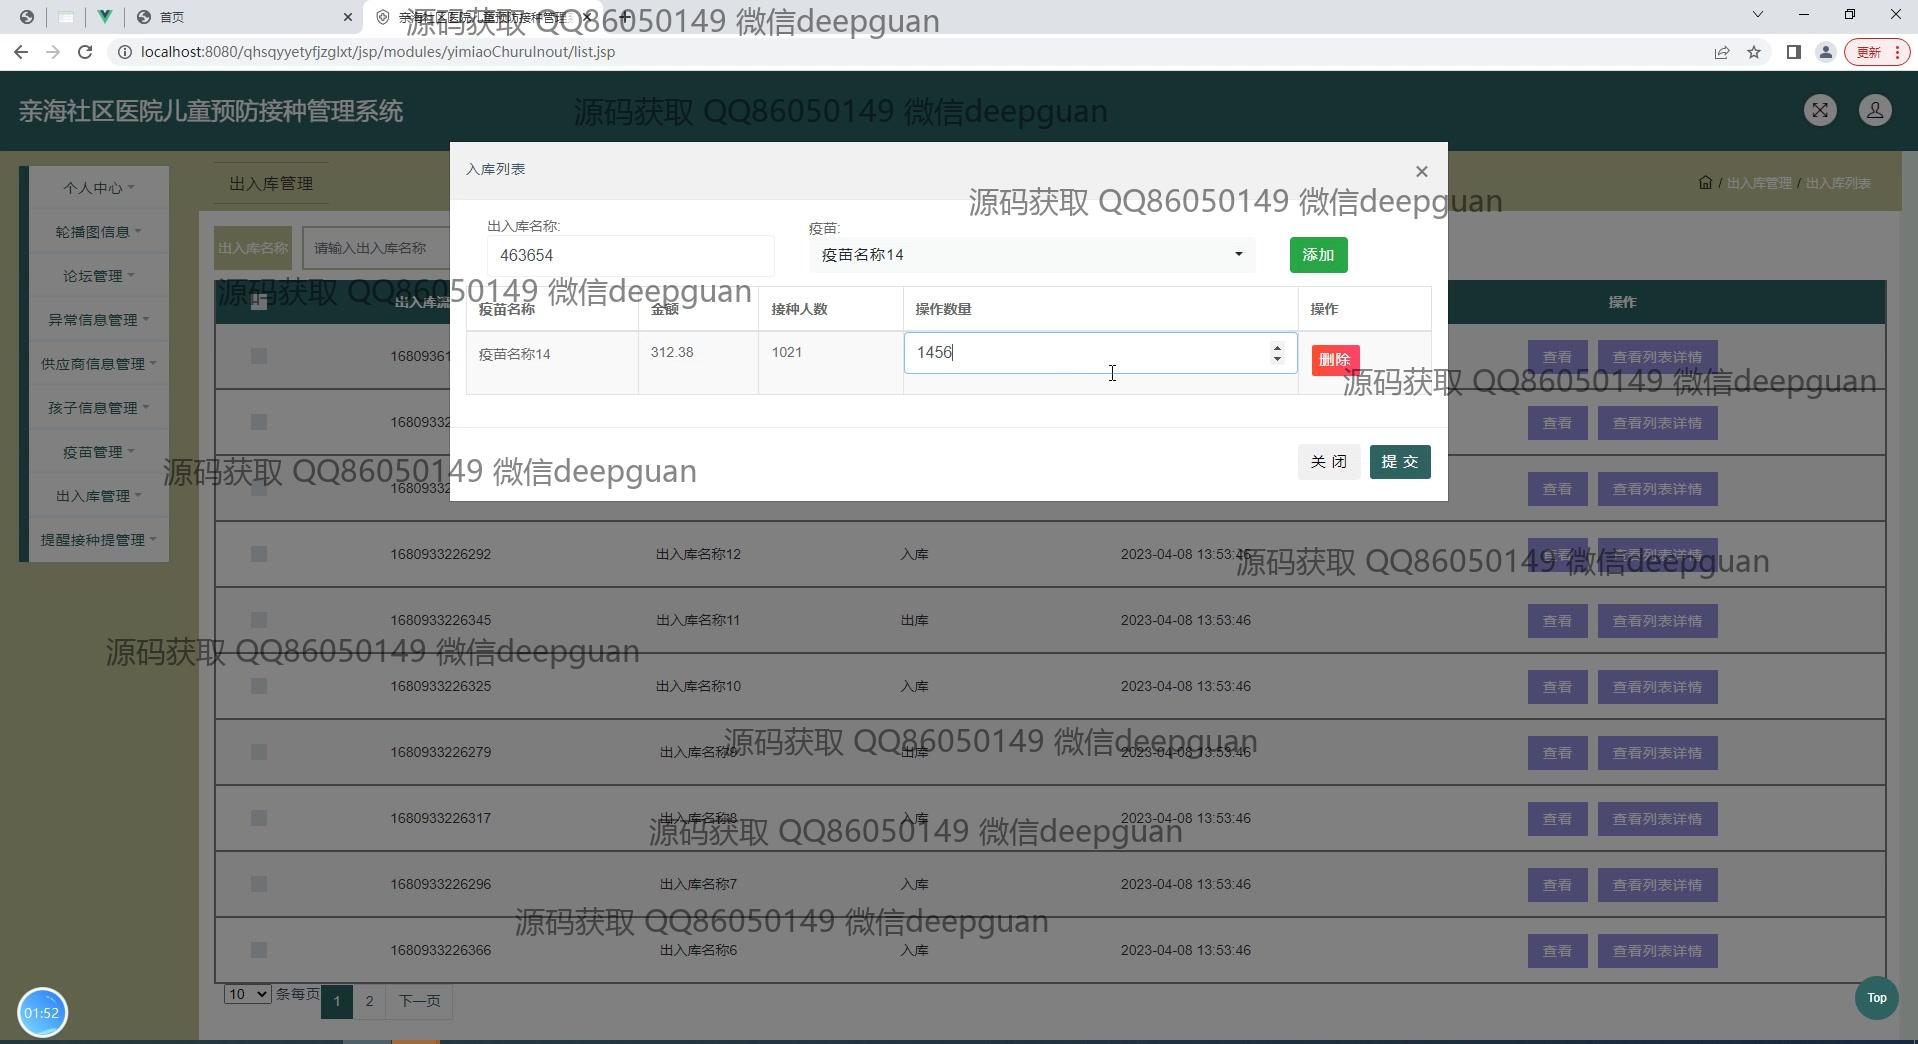 首页
亲海社区医院儿童预防接种管理
源码获取 QQ86050149 微信deepguan
localhost:8080/qhsqyyetyfjzglxt/jsp/modules/yimiaoChuruInout/list.jsp
更新
亲海社区医院儿童预防接种管理系统
源码获取 QQ86050149 微信deepguan
入库列表
×
个人中心
出入库管理
/ 出入库管理 / 出入库列表
源码获取 QQ86050149 微信deepguan
出入库名称:
疫苗:
轮播图信息
出入库名称
请输入出入库名称
463654
疫苗名称14
添加
论坛管理
源码获取 QQ86050149 微信deepguan
出入库流
疫苗名称
金额
接种人数
操作数量
操作
操作
异常信息管理
16809361
疫苗名称14
312.38
1021
1456
删除
查看
查看列表详情
供应商信息管理
源码获取 QQ86050149 微信deepguan
孩子信息管理
16809332
查看
查看列表详情
疫苗管理
关 闭
提 交
源码获取 QQ86050149 微信deepguan
出入库管理
16809332
查看
查看列表详情
提醒接种提管理
1680933226292
出入库名称12
入库
2023-04-08 13:53:46
查看
查看列表详情
源码获取 QQ86050149 微信deepguan
1680933226345
出入库名称11
出库
2023-04-08 13:53:46
查看
查看列表详情
源码获取 QQ86050149 微信deepguan
1680933226325
出入库名称10
入库
2023-04-08 13:53:46
查看
查看列表详情
源码获取 QQ86050149 微信deepguan
1680933226279
出入库名称9
出库
2023-04-08 13:53:46
查看
查看列表详情
1680933226317
出入库名称8
入库
2023-04-08 13:53:46
查看
查看列表详情
源码获取 QQ86050149 微信deepguan
1680933226296
出入库名称7
入库
2023-04-08 13:53:46
查看
查看列表详情
源码获取 QQ86050149 微信deepguan
1680933226366
出入库名称6
入库
2023-04-08 13:53:46
查看
查看列表详情
10
条每页
1
2
下一页
Top
01:52